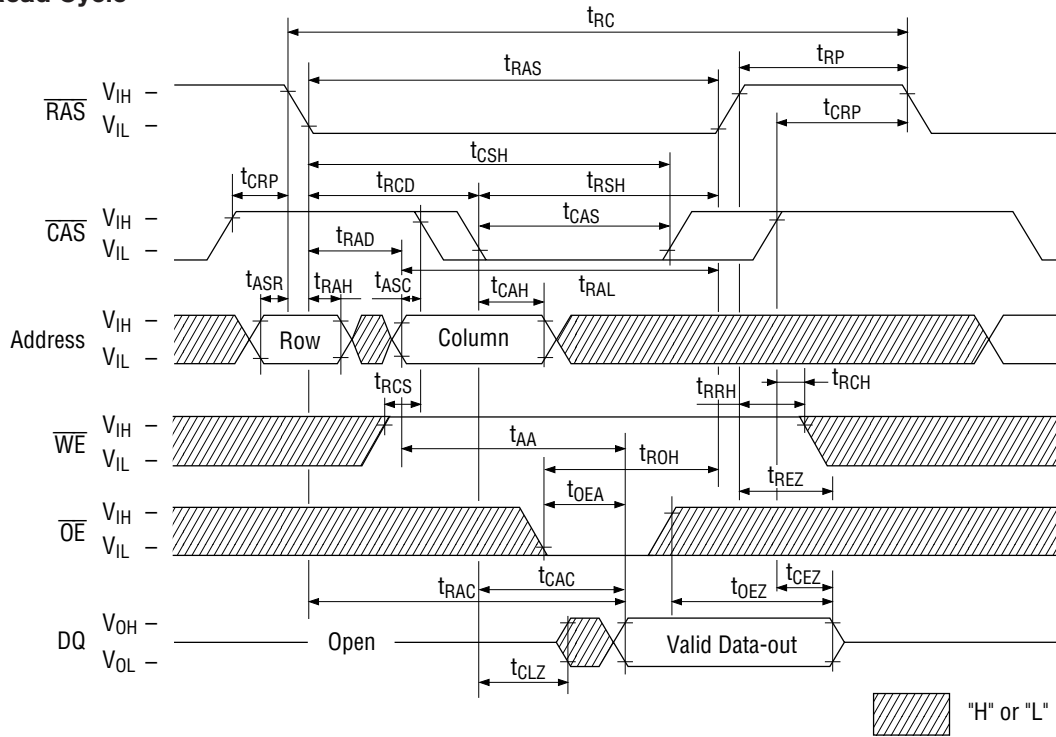 Read Cycle
tRC
tRP
tRAS
RAS
VIH –
VIL –
tCRP
tCSH
tCRP
tRCD
tRSH
CAS
VIH –
VIL –
tCAS
tRAD
tASR
tRAH
tASC
tCAH
tRAL
Address
VIH –
VIL –
Row
Column
tRCS
tRRH
tRCH
WE
VIH –
VIL –
tAA
tROH
tREZ
tOEA
OE
VIH –
VIL –
tCAC
tCEZ
tRAC
tOEZ
DQ
VOH –
VOL –
Open
Valid Data-out
tCLZ
"H" or "L"